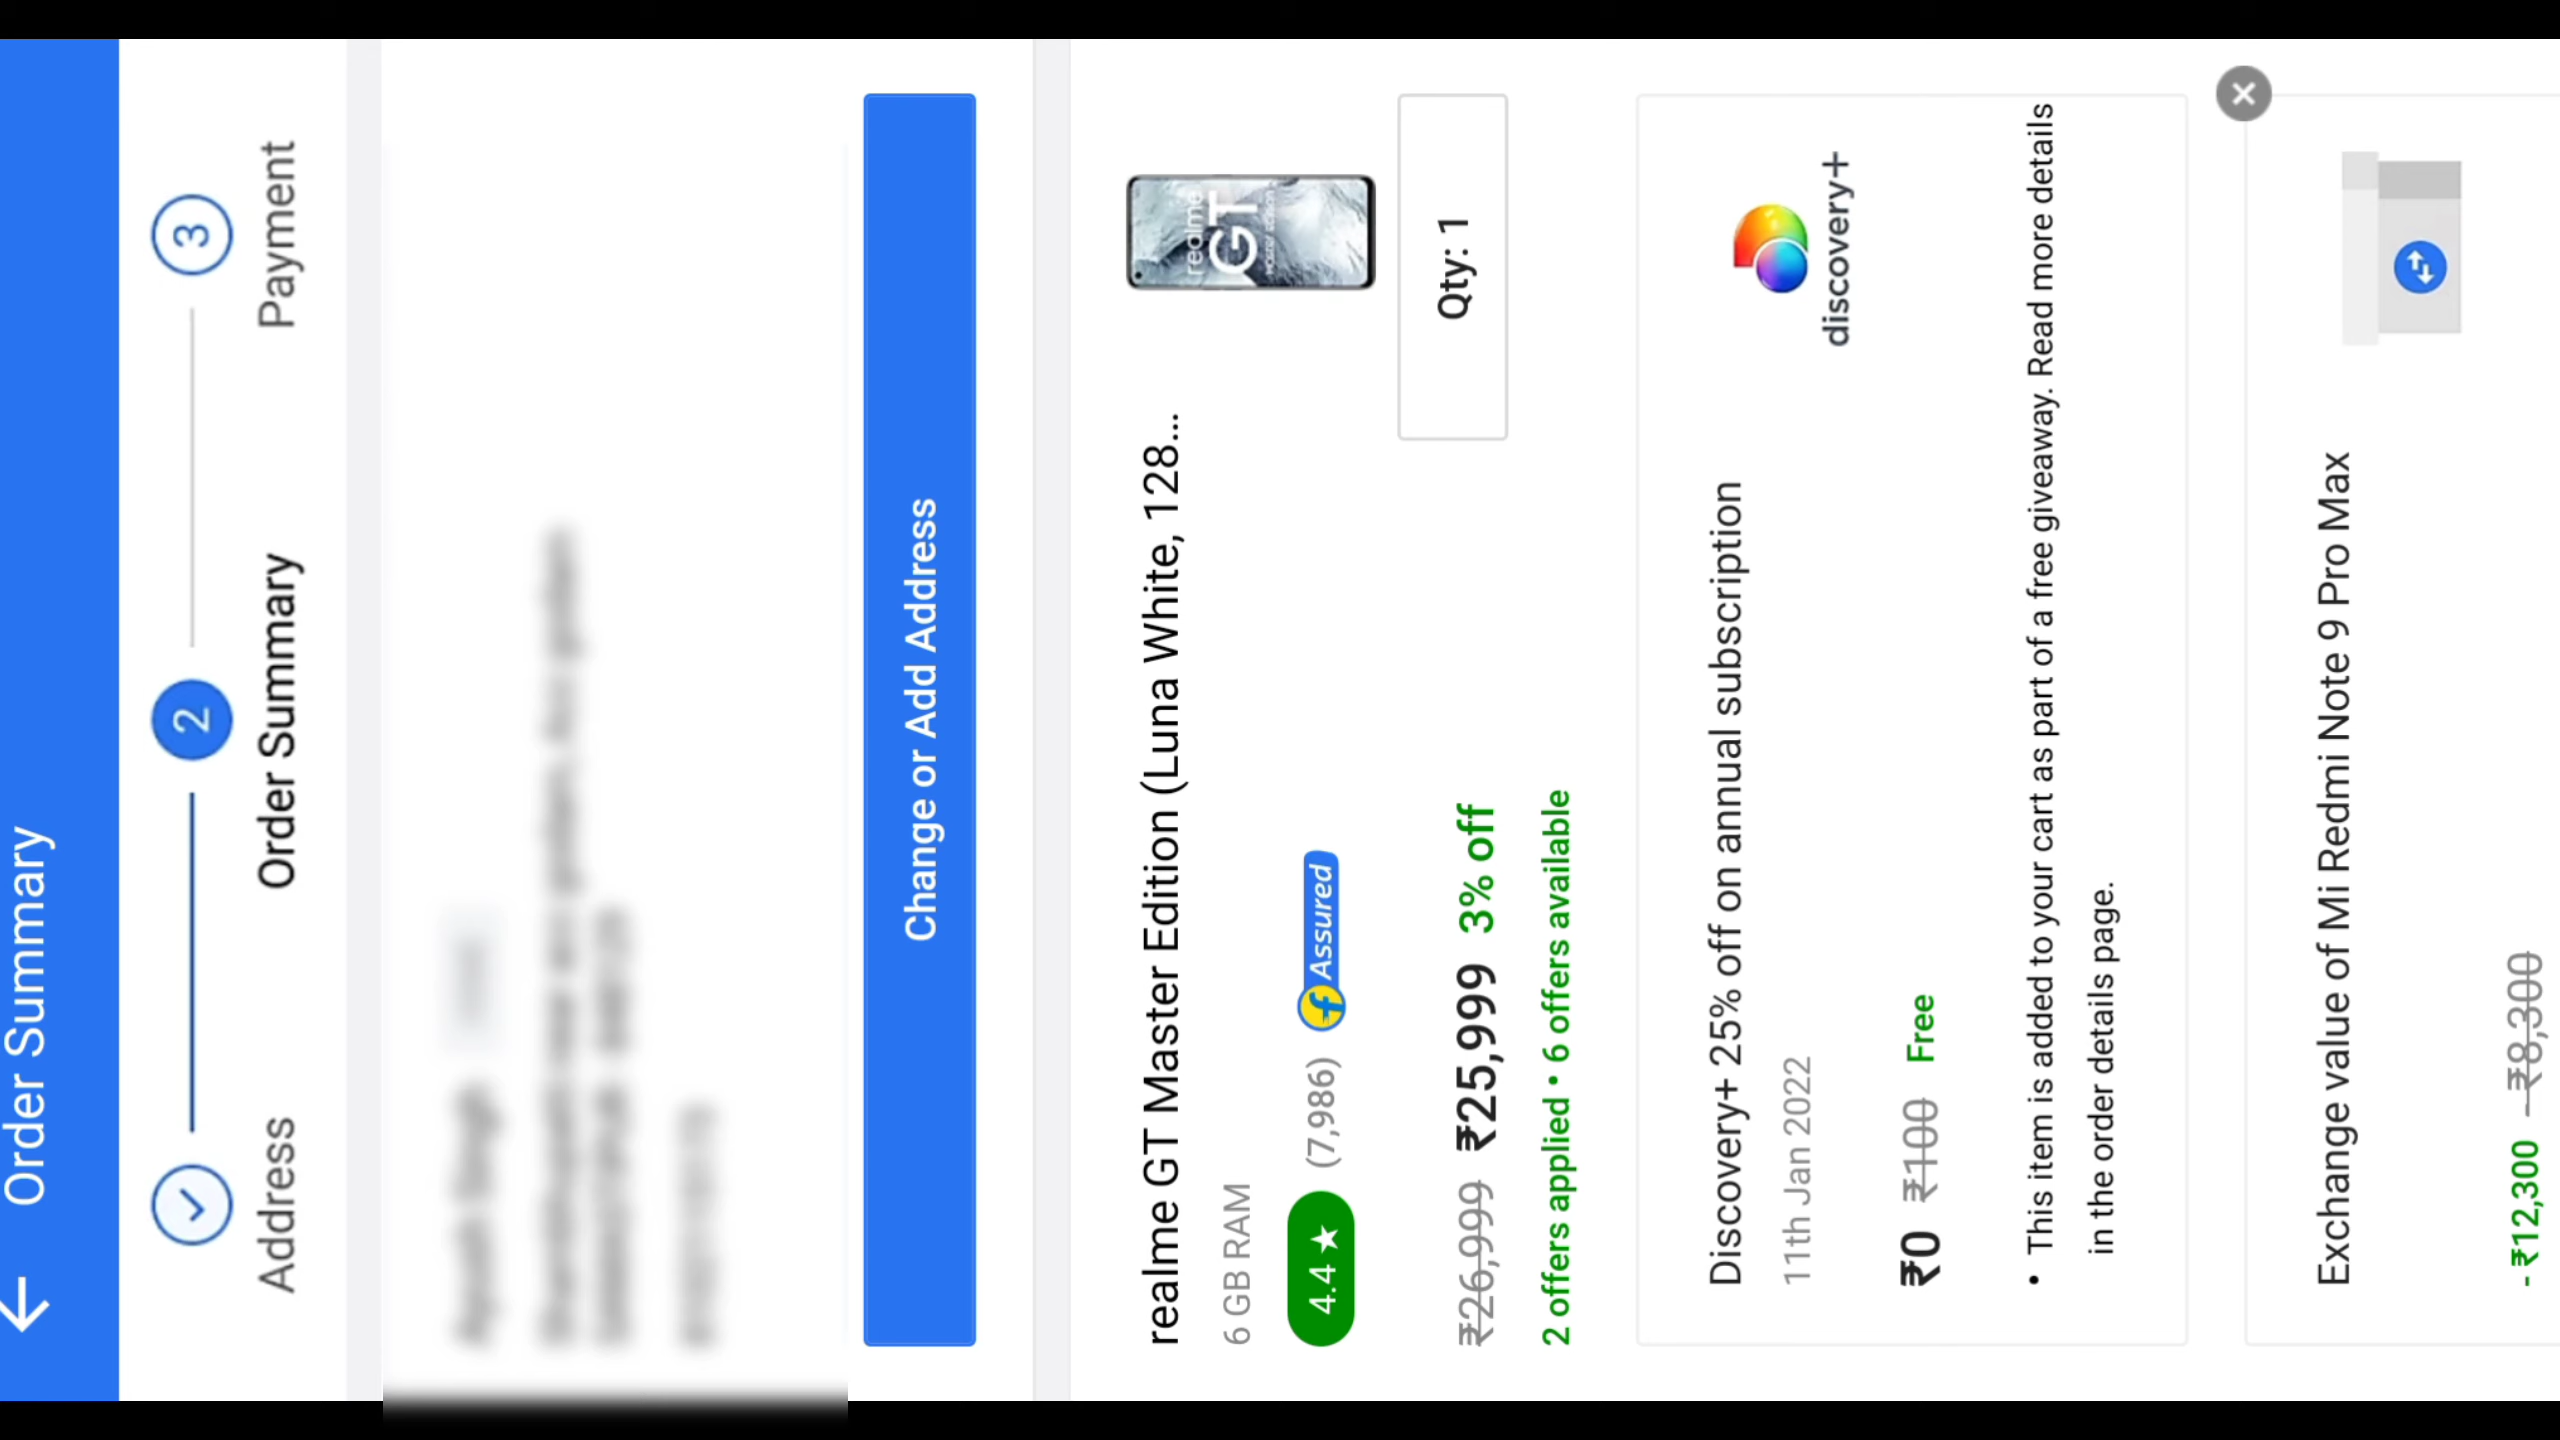 Order Summary
2
3
Address
Order Summary
Payment
Change or Add Address
realme GT Master Edition (Luna White, 128...
6 GB RAM
4.4 ★ (7,986) f Assured
₹26,999 ₹25,999 3% off
2 offers applied • 6 offers available
realme
GT
Qty: 1
Discovery+ 25% off on annual subscription
11th Jan 2022
₹0 ₹100 Free
discovery+
• This item is added to your cart as part of a free giveaway. Read more details
in the order details page.
Exchange value of Mi Redmi Note 9 Pro Max
- ₹12,300 - ₹8,300